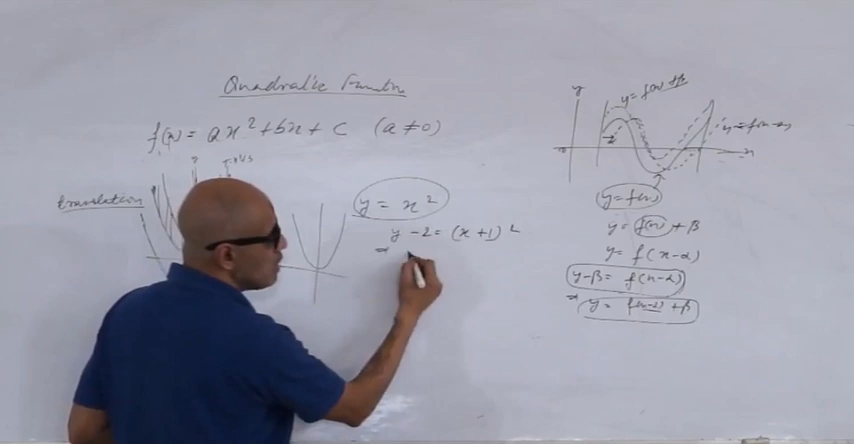 Quadratic Function
f(x) = ax² + bx + c (a ≠ 0)
translation
y = x²
y - 2 = (x + 1)²
⇒
y
y = f(x) + β
x
y = f(x)
y = f(x) + β
y = f(x - α)
y - β = f(x - α)
⇒ y = f(x - α) + β